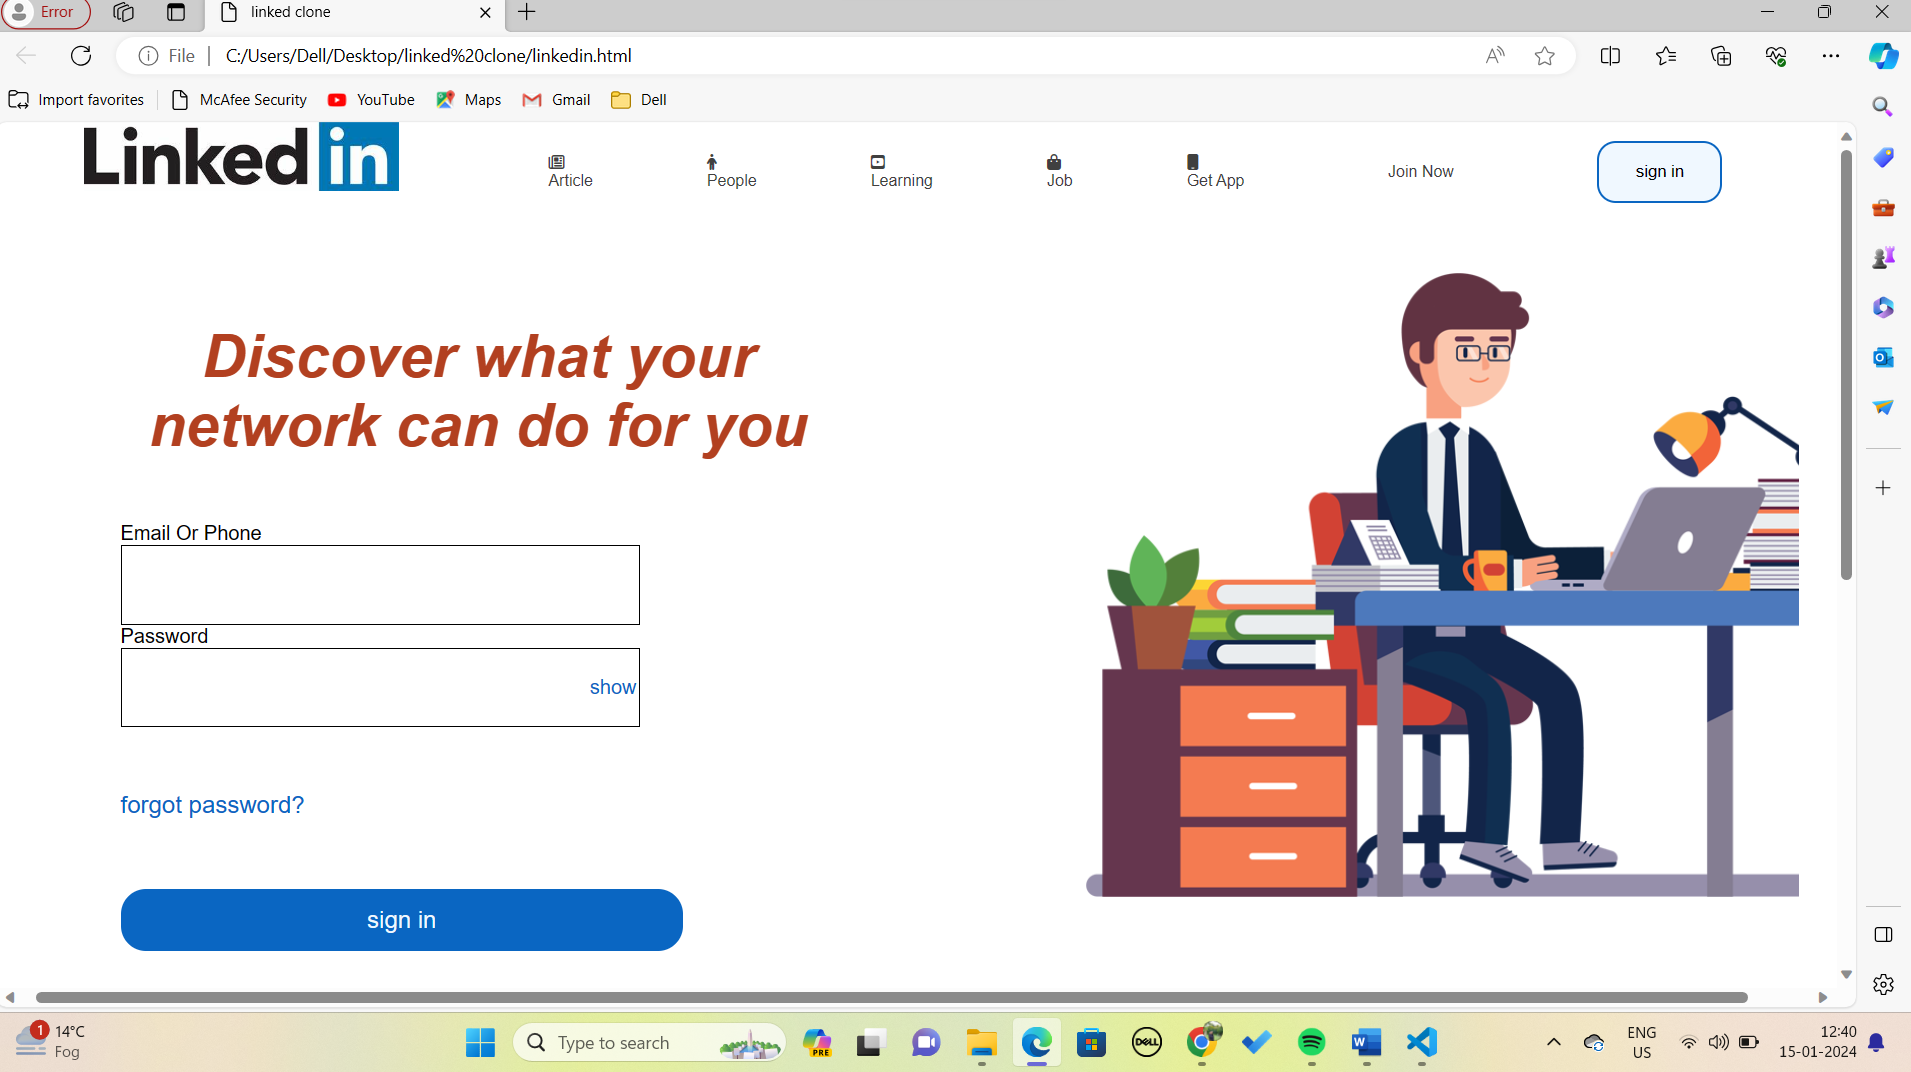 Error
linked clone
File
C:/Users/Dell/Desktop/linked%20clone/linkedin.html
Import favorites
McAfee Security
YouTube
Maps
Gmail
Dell
Linked in
Article
People
Learning
Job
Get App
Join Now
sign in
Discover what your
network can do for you
Email Or Phone
Password
show
forgot password?
sign in
1
14°C
Fog
Type to search
PRE
DELL
ENG
US
12:40
15-01-2024